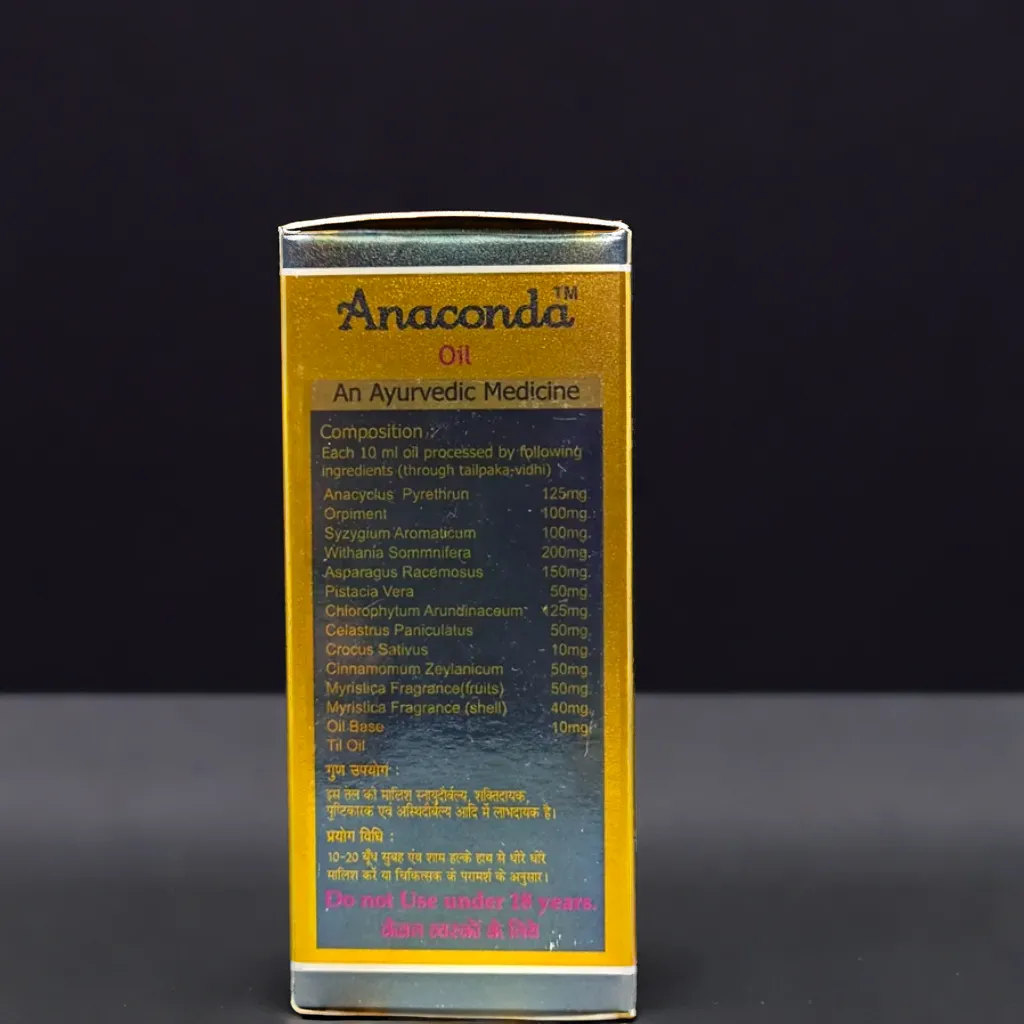 Anaconda™
Oil
An Ayurvedic Medicine
Composition :
Each 10 ml oil processed by following
ingredients (through tailpaka-vidhi)
Anacyclus Pyrethrun 125mg.
Orpiment 100mg.
Syzygium Aromaticum 100mg.
Withania Sommnifera 200mg.
Asparagus Racemosus 150mg.
Pistacia Vera 50mg.
Chlorophytum Arundinaceum 125mg.
Celastrus Paniculatus 50mg.
Crocus Sativus 10mg.
Cinnamomum Zeylanicum 50mg.
Myristica Fragrance(fruits) 50mg.
Myristica Fragrance (shell) 40mg.
Oil Base 10mg.
Til Oil
गुण उपयोग :
इस तेल की मालिश स्नायुदौर्बल्य, शक्तिदायक,
पुष्टिकारक एवं अस्थिदौर्बल्य आदि में लाभदायक है।
प्रयोग विधि :
10-20 बूँध सुबह एंव शाम हल्के हाथ से धीरे धीरे
मालिश करें या चिकित्सक के परामर्श के अनुसार।
Do not Use under 18 years.
के लिये